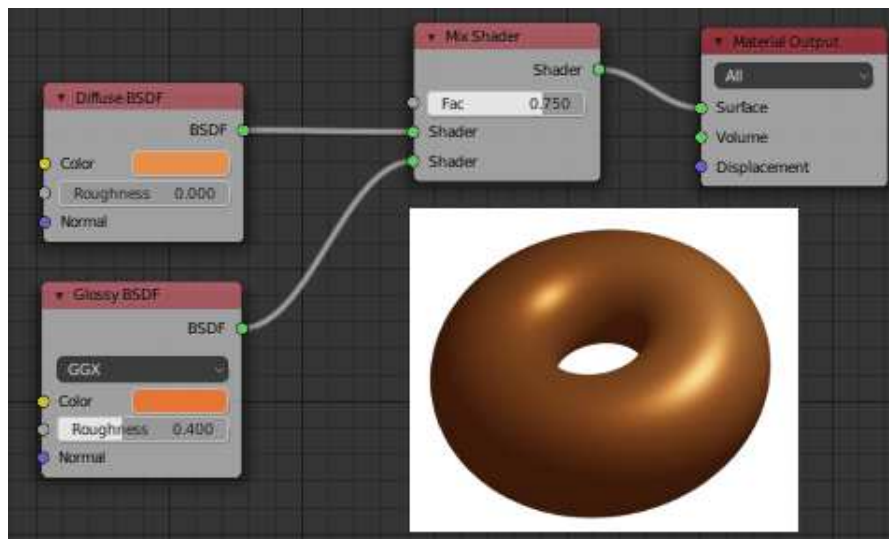 Diffuse BSDF
BSDF
Color
Roughness 0.000
Normal
Glossy BSDF
BSDF
GGX
Color
Roughness 0.400
Normal
Mix Shader
Shader
Fac 0.750
Shader
Shader
Material Output
All
Surface
Volume
Displacement